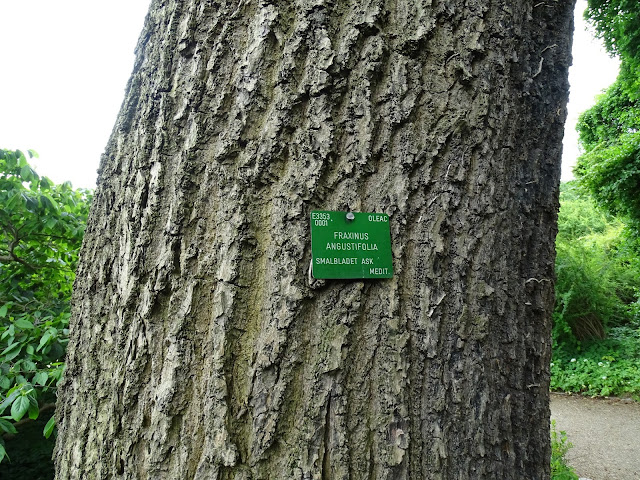 E3353 OLEAC
0001
FRAXINUS
ANGUSTIFOLIA
SMALBLADET ASK
MEDIT.